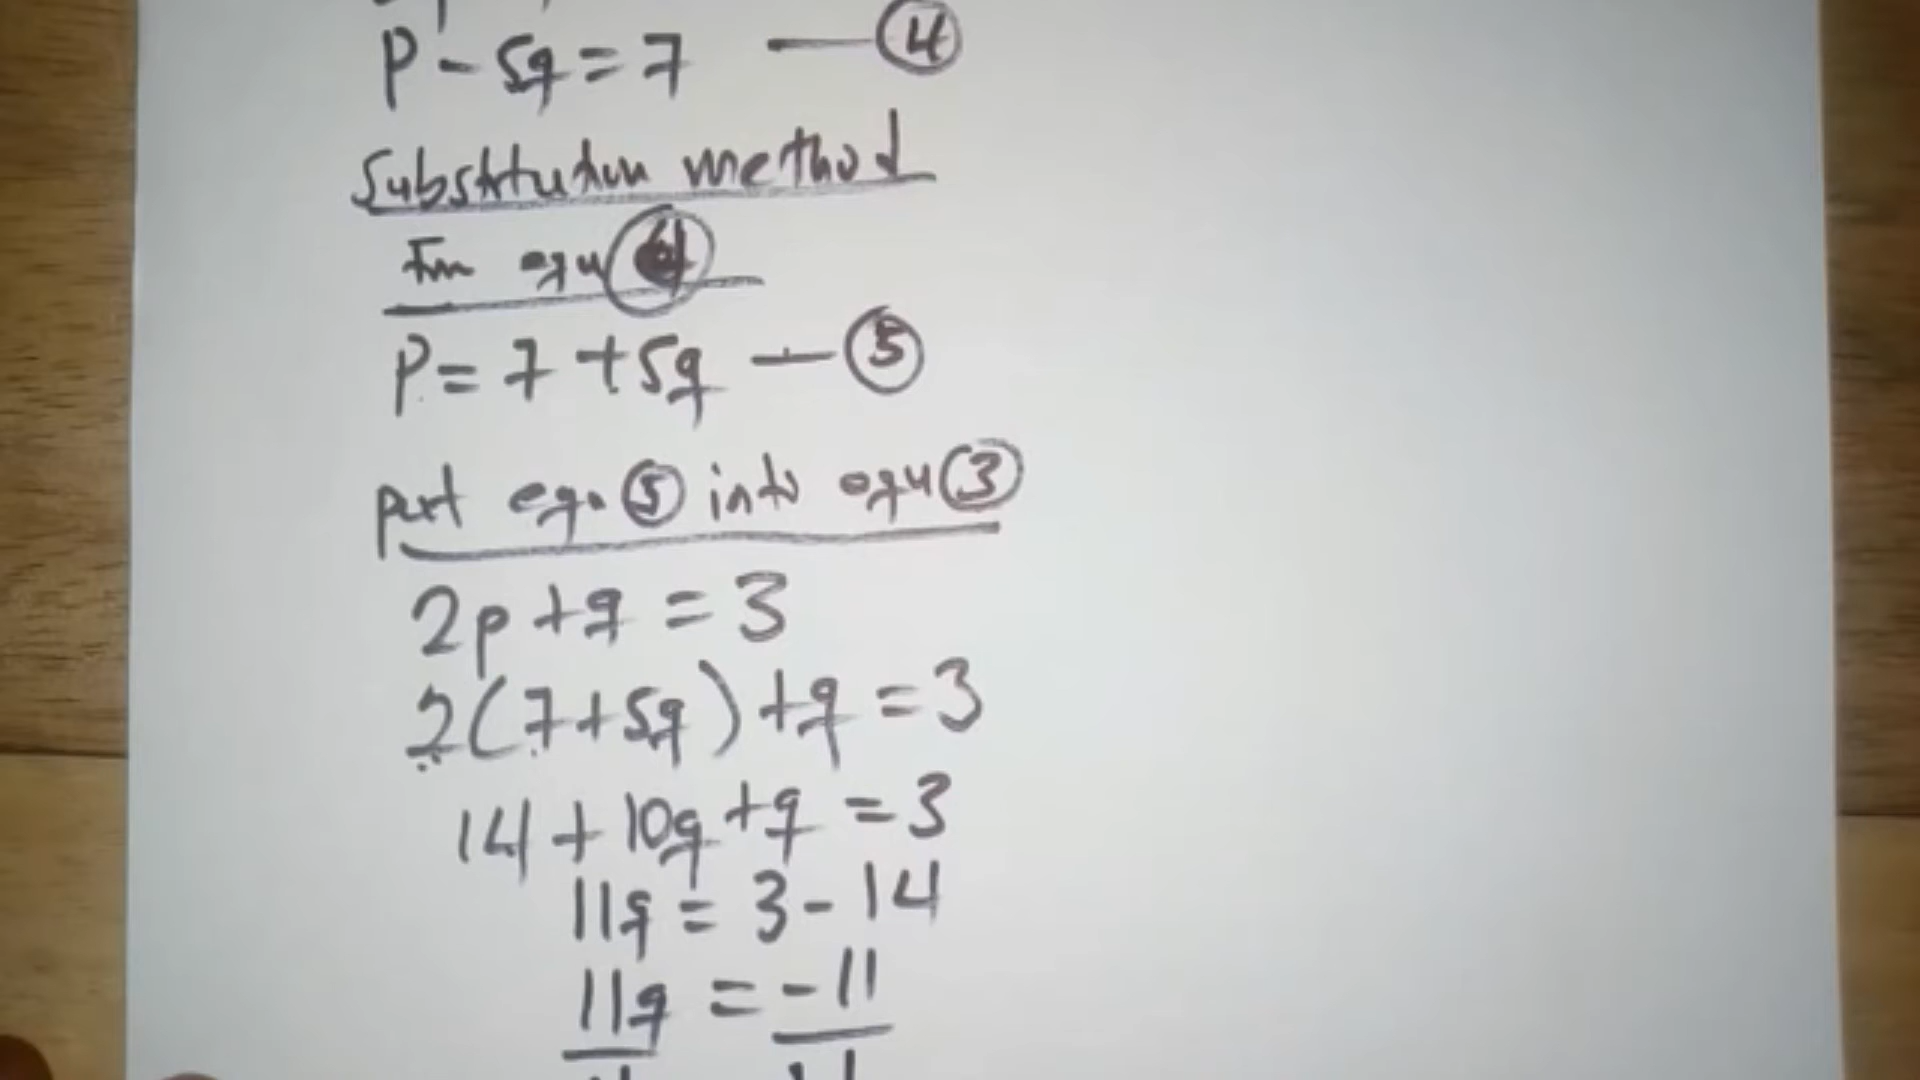 P - 5q = 7 — 4
Substitution method
Frm equ 4
P = 7 + 5q — 5
put eq. 5 into equ 3
2p + q = 3
2(7 + 5q) + q = 3
14 + 10q + q = 3
11q = 3 - 14
11q = -11